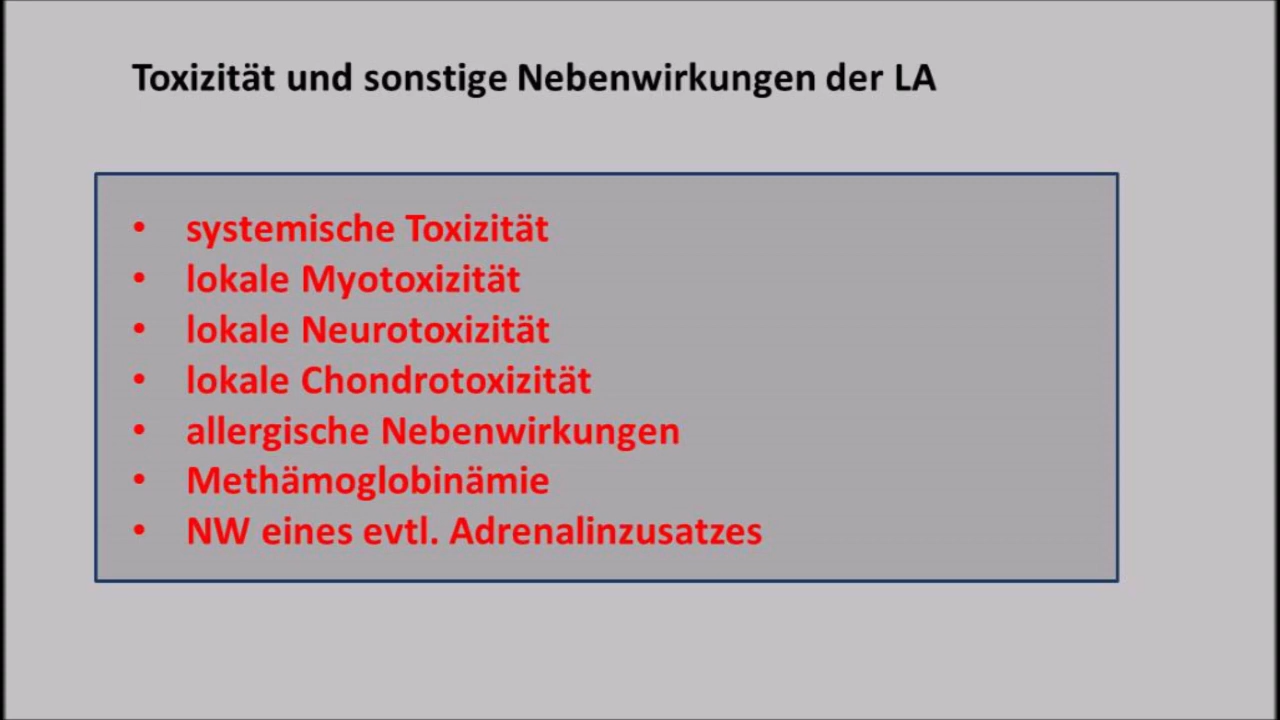 Toxizität und sonstige Nebenwirkungen der LA
• systemische Toxizität
• lokale Myotoxizität
• lokale Neurotoxizität
• lokale Chondrotoxizität
• allergische Nebenwirkungen
• Methämoglobinämie
• NW eines evtl. Adrenalinzusatzes